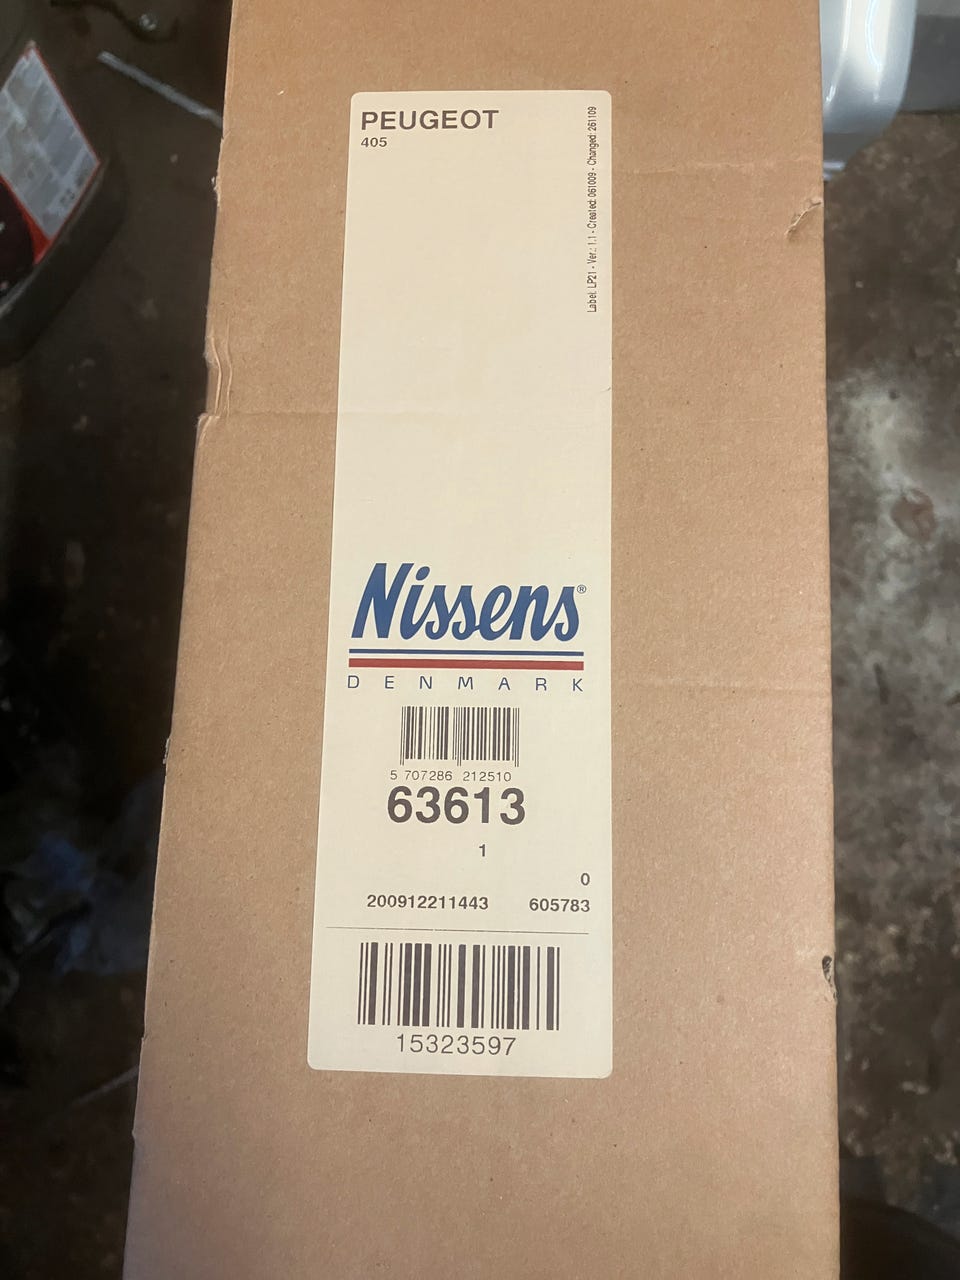 PEUGEOT
405
Label: LP21 - Ver.: 1.1 - Created: 061009 - Changed: 261109
Nissens®
DENMARK
5 707286 212510
63613
1
0
200912211443 605783
15323597